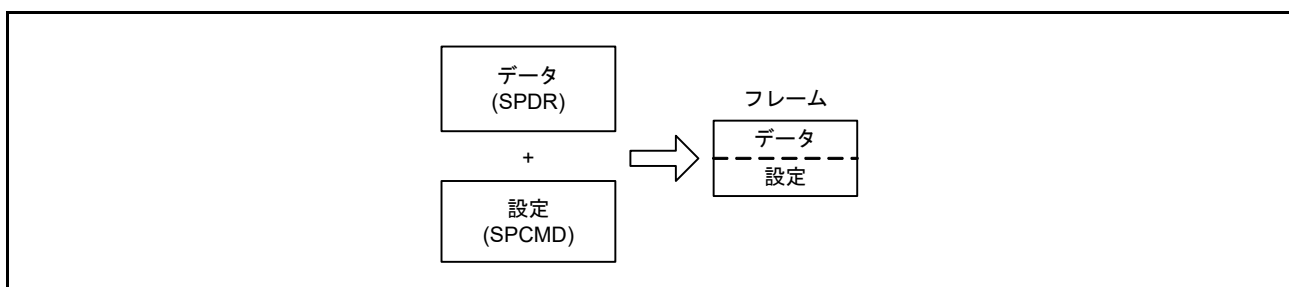 データ
(SPDR)
+
設定
(SPCMD)
フレーム
データ
設定